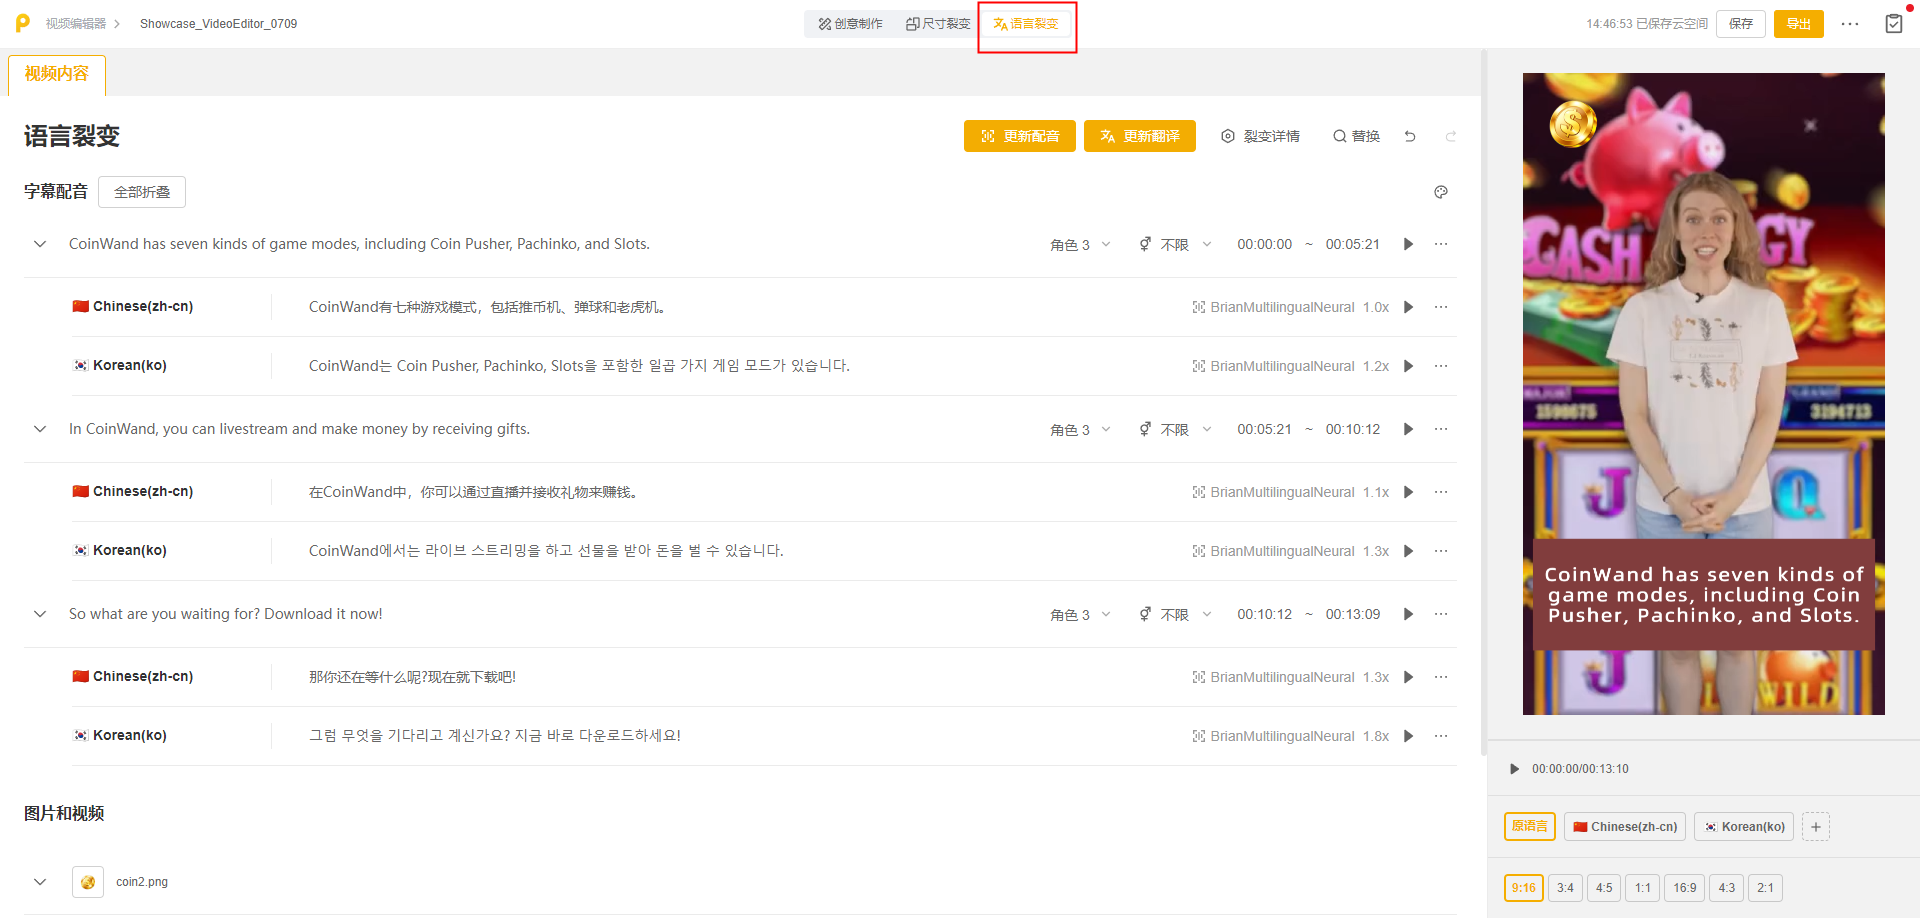 视频编辑器
Showcase_VideoEditor_0709
创意制作
尺寸裂变
语言裂变
14:46:53 已保存云空间
保存
导出
视频内容
语言裂变
更新配音
更新翻译
裂变详情
替换
字幕配音
全部折叠
CoinWand has seven kinds of game modes, including Coin Pusher, Pachinko, and Slots.
角色 3
不限
00:00:00 ~ 00:05:21
Chinese(zh-cn)
CoinWand有七种游戏模式，包括推币机、弹球和老虎机。
BrianMultilingualNeural 1.0x
Korean(ko)
CoinWand는 Coin Pusher, Pachinko, Slots을 포함한 일곱 가지 게임 모드가 있습니다.
BrianMultilingualNeural 1.2x
In CoinWand, you can livestream and make money by receiving gifts.
角色 3
不限
00:05:21 ~ 00:10:12
Chinese(zh-cn)
在CoinWand中，你可以通过直播并接收礼物来赚钱。
BrianMultilingualNeural 1.1x
Korean(ko)
CoinWand에서는 라이브 스트리밍을 하고 선물을 받아 돈을 벌 수 있습니다.
BrianMultilingualNeural 1.3x
So what are you waiting for? Download it now!
角色 3
不限
00:10:12 ~ 00:13:09
Chinese(zh-cn)
那你还在等什么呢?现在就下载吧!
BrianMultilingualNeural 1.3x
Korean(ko)
그럼 무엇을 기다리고 계신가요? 지금 바로 다운로드하세요!
BrianMultilingualNeural 1.8x
图片和视频
coin2.png
CASH
1598675
3194713
J
Q
CoinWand has seven kinds of
game modes, including Coin
Pusher, Pachinko, and Slots.
J
WILD
00:00:00/00:13:10
原语言
Chinese(zh-cn)
Korean(ko)
9:16
3:4
4:5
1:1
16:9
4:3
2:1